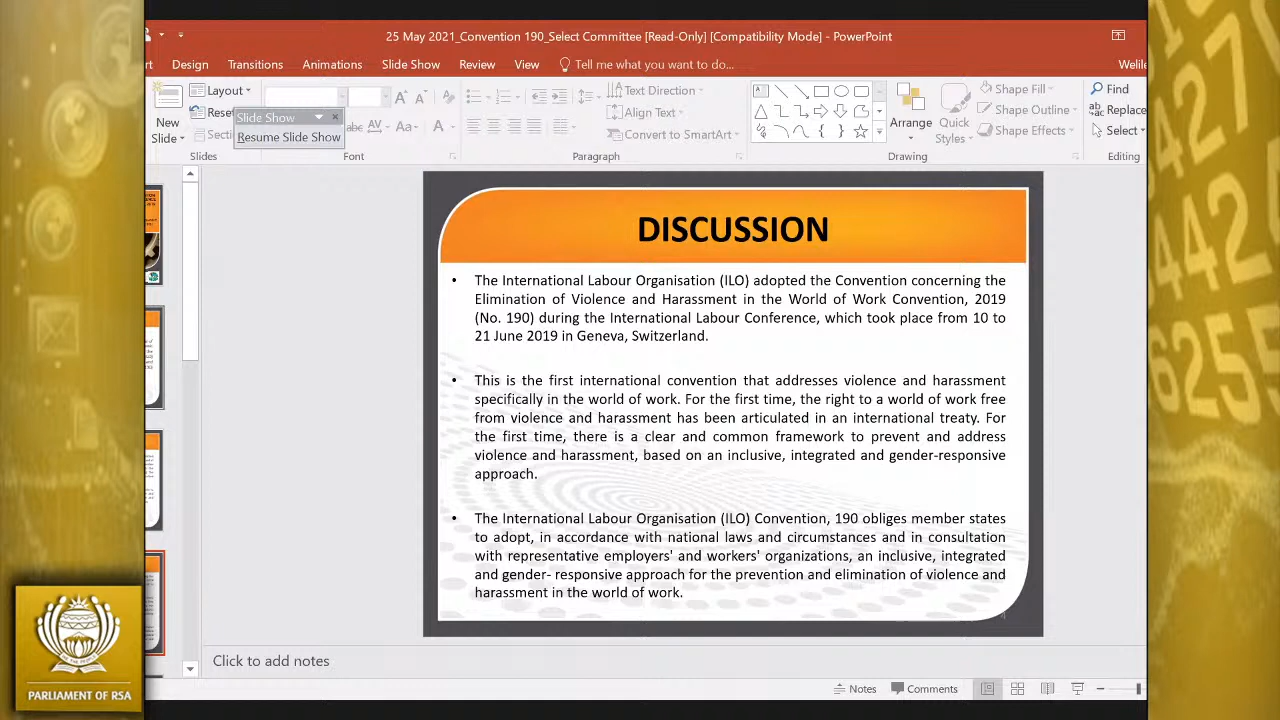 25 May 2021_Convention 190_Select Committee [Read-Only] [Compatibility Mode] - PowerPoint
Design Transitions Animations Slide Show Review View Tell me what you want to do...
Layout
Reset
New
Slide
Slides
Slide Show
Resume Slide Show
abc AV Aa A
Font
Text Direction
Align Text
Convert to SmartArt
Paragraph
Arrange
Quick
Styles
Shape Fill
Shape Outline
Shape Effects
Drawing
Find
Replace
Select
Editing
DISCUSSION
• The International Labour Organisation (ILO) adopted the Convention concerning the
Elimination of Violence and Harassment in the World of Work Convention, 2019
(No. 190) during the International Labour Conference, which took place from 10 to
21 June 2019 in Geneva, Switzerland.
• This is the first international convention that addresses violence and harassment
specifically in the world of work. For the first time, the right to a world of work free
from violence and harassment has been articulated in an international treaty. For
the first time, there is a clear and common framework to prevent and address
violence and harassment, based on an inclusive, integrated and gender-responsive
approach.
• The International Labour Organisation (ILO) Convention, 190 obliges member states
to adopt, in accordance with national laws and circumstances and in consultation
with representative employers' and workers' organizations, an inclusive, integrated
and gender- responsive approach for the prevention and elimination of violence and
harassment in the world of work.
4
Click to add notes
Notes Comments
PARLIAMENT OF RSA